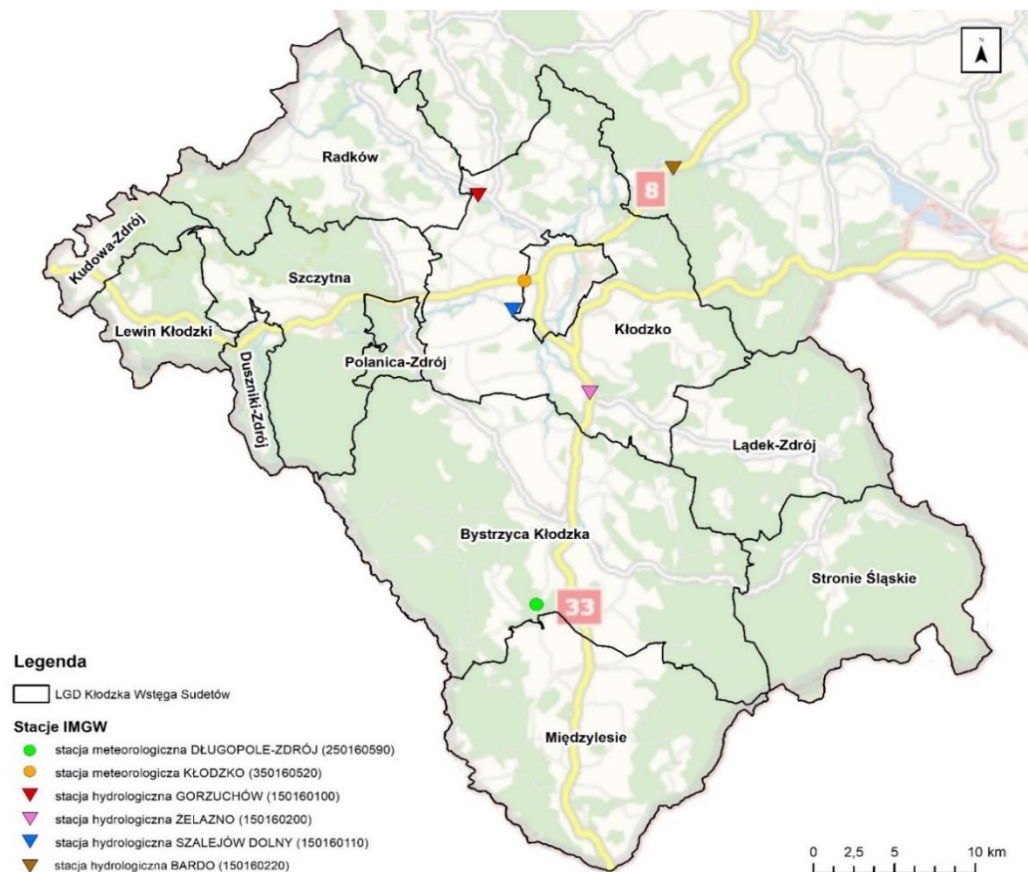 N
Radków
8
Kudowa-Zdrój
Szczytna
Lewin Kłodzki
Kłodzko
Polanica-Zdrój
Duszniki-Zdrój
Lądek-Zdrój
Bystrzyca Kłodzka
Stronie Śląskie
33
Międzylesie
Legenda
LGD Kłodzka Wstęga Sudetów
Stacje IMGW
stacja meteorologiczna DŁUGOPOLE-ZDRÓJ (250160590)
stacja meteorologicza KŁODZKO (350160520)
stacja hydrologiczna GORZUCHÓW (150160100)
stacja hydrologiczna ŻELAZNO (150160200)
stacja hydrologiczna SZALEJÓW DOLNY (150160110)
stacja hydrologiczna BARDO (150160220)
0 2,5 5 10 km